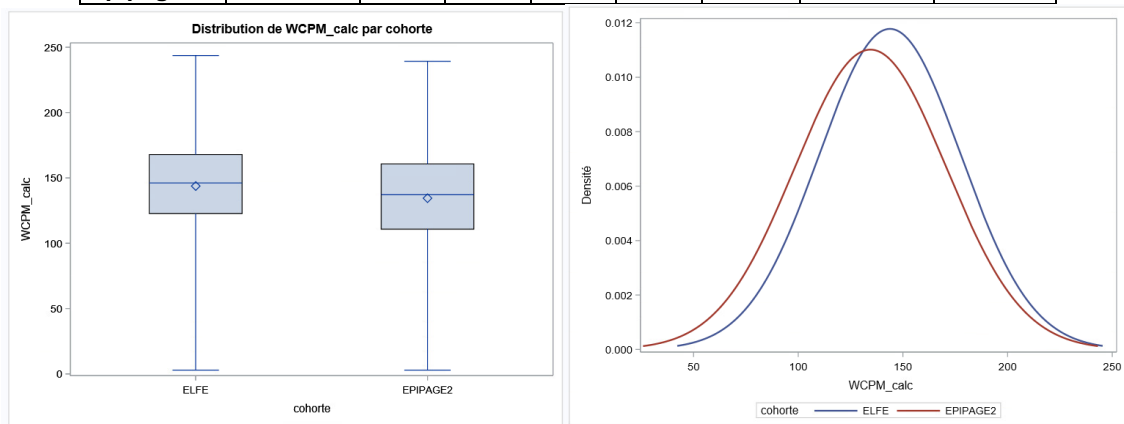 Distribution de WCPM_calc par cohorte
250
200
150
100
50
0
WCPM_calc
ELFE
EPIPAGE2
cohorte
0.012
0.010
0.008
0.006
0.004
0.002
0.000
Densité
50
100
150
200
250
WCPM_calc
cohorte
ELFE
EPIPAGE2